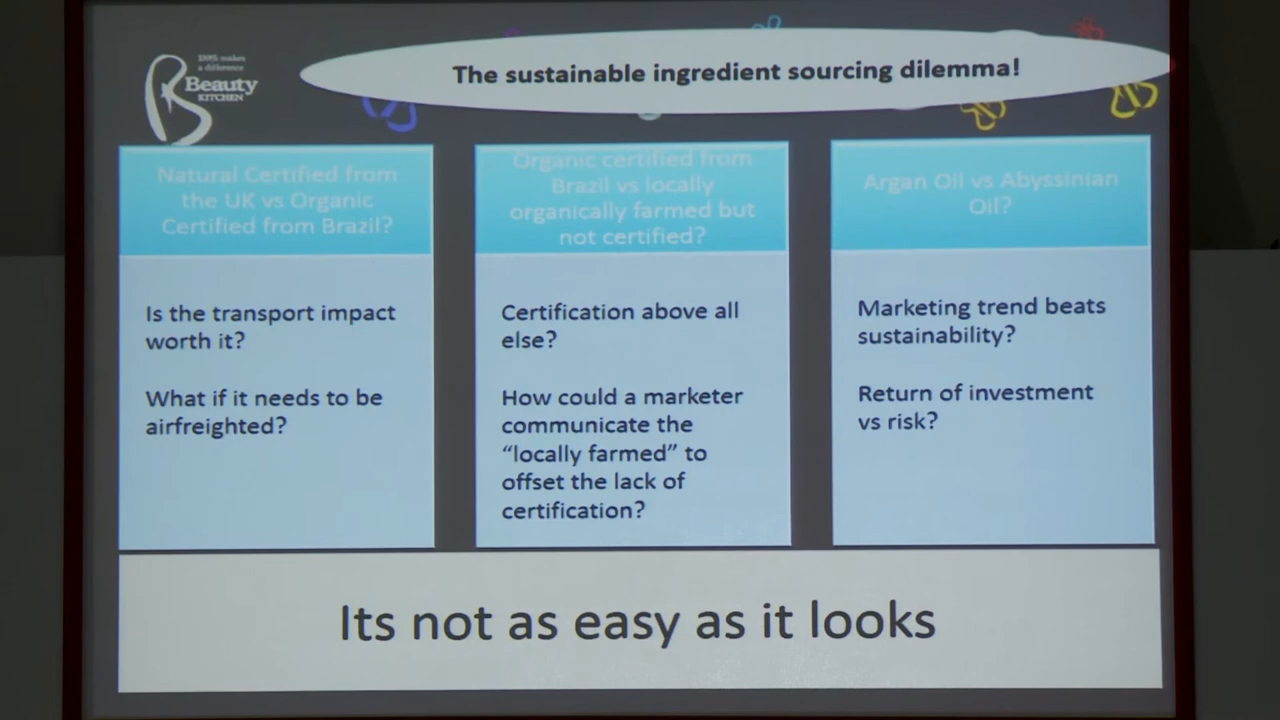 100% makes
a difference
Beauty
KITCHEN
The sustainable ingredient sourcing dilemma!
Natural Certified from
the UK vs Organic
Certified from Brazil?
Is the transport impact
worth it?
What if it needs to be
airfreighted?
Organic certified from
Brazil vs locally
organically farmed but
not certified?
Certification above all
else?
How could a marketer
communicate the
“locally farmed” to
offset the lack of
certification?
Argan Oil vs Abyssinian
Oil?
Marketing trend beats
sustainability?
Return of investment
vs risk?
Its not as easy as it looks